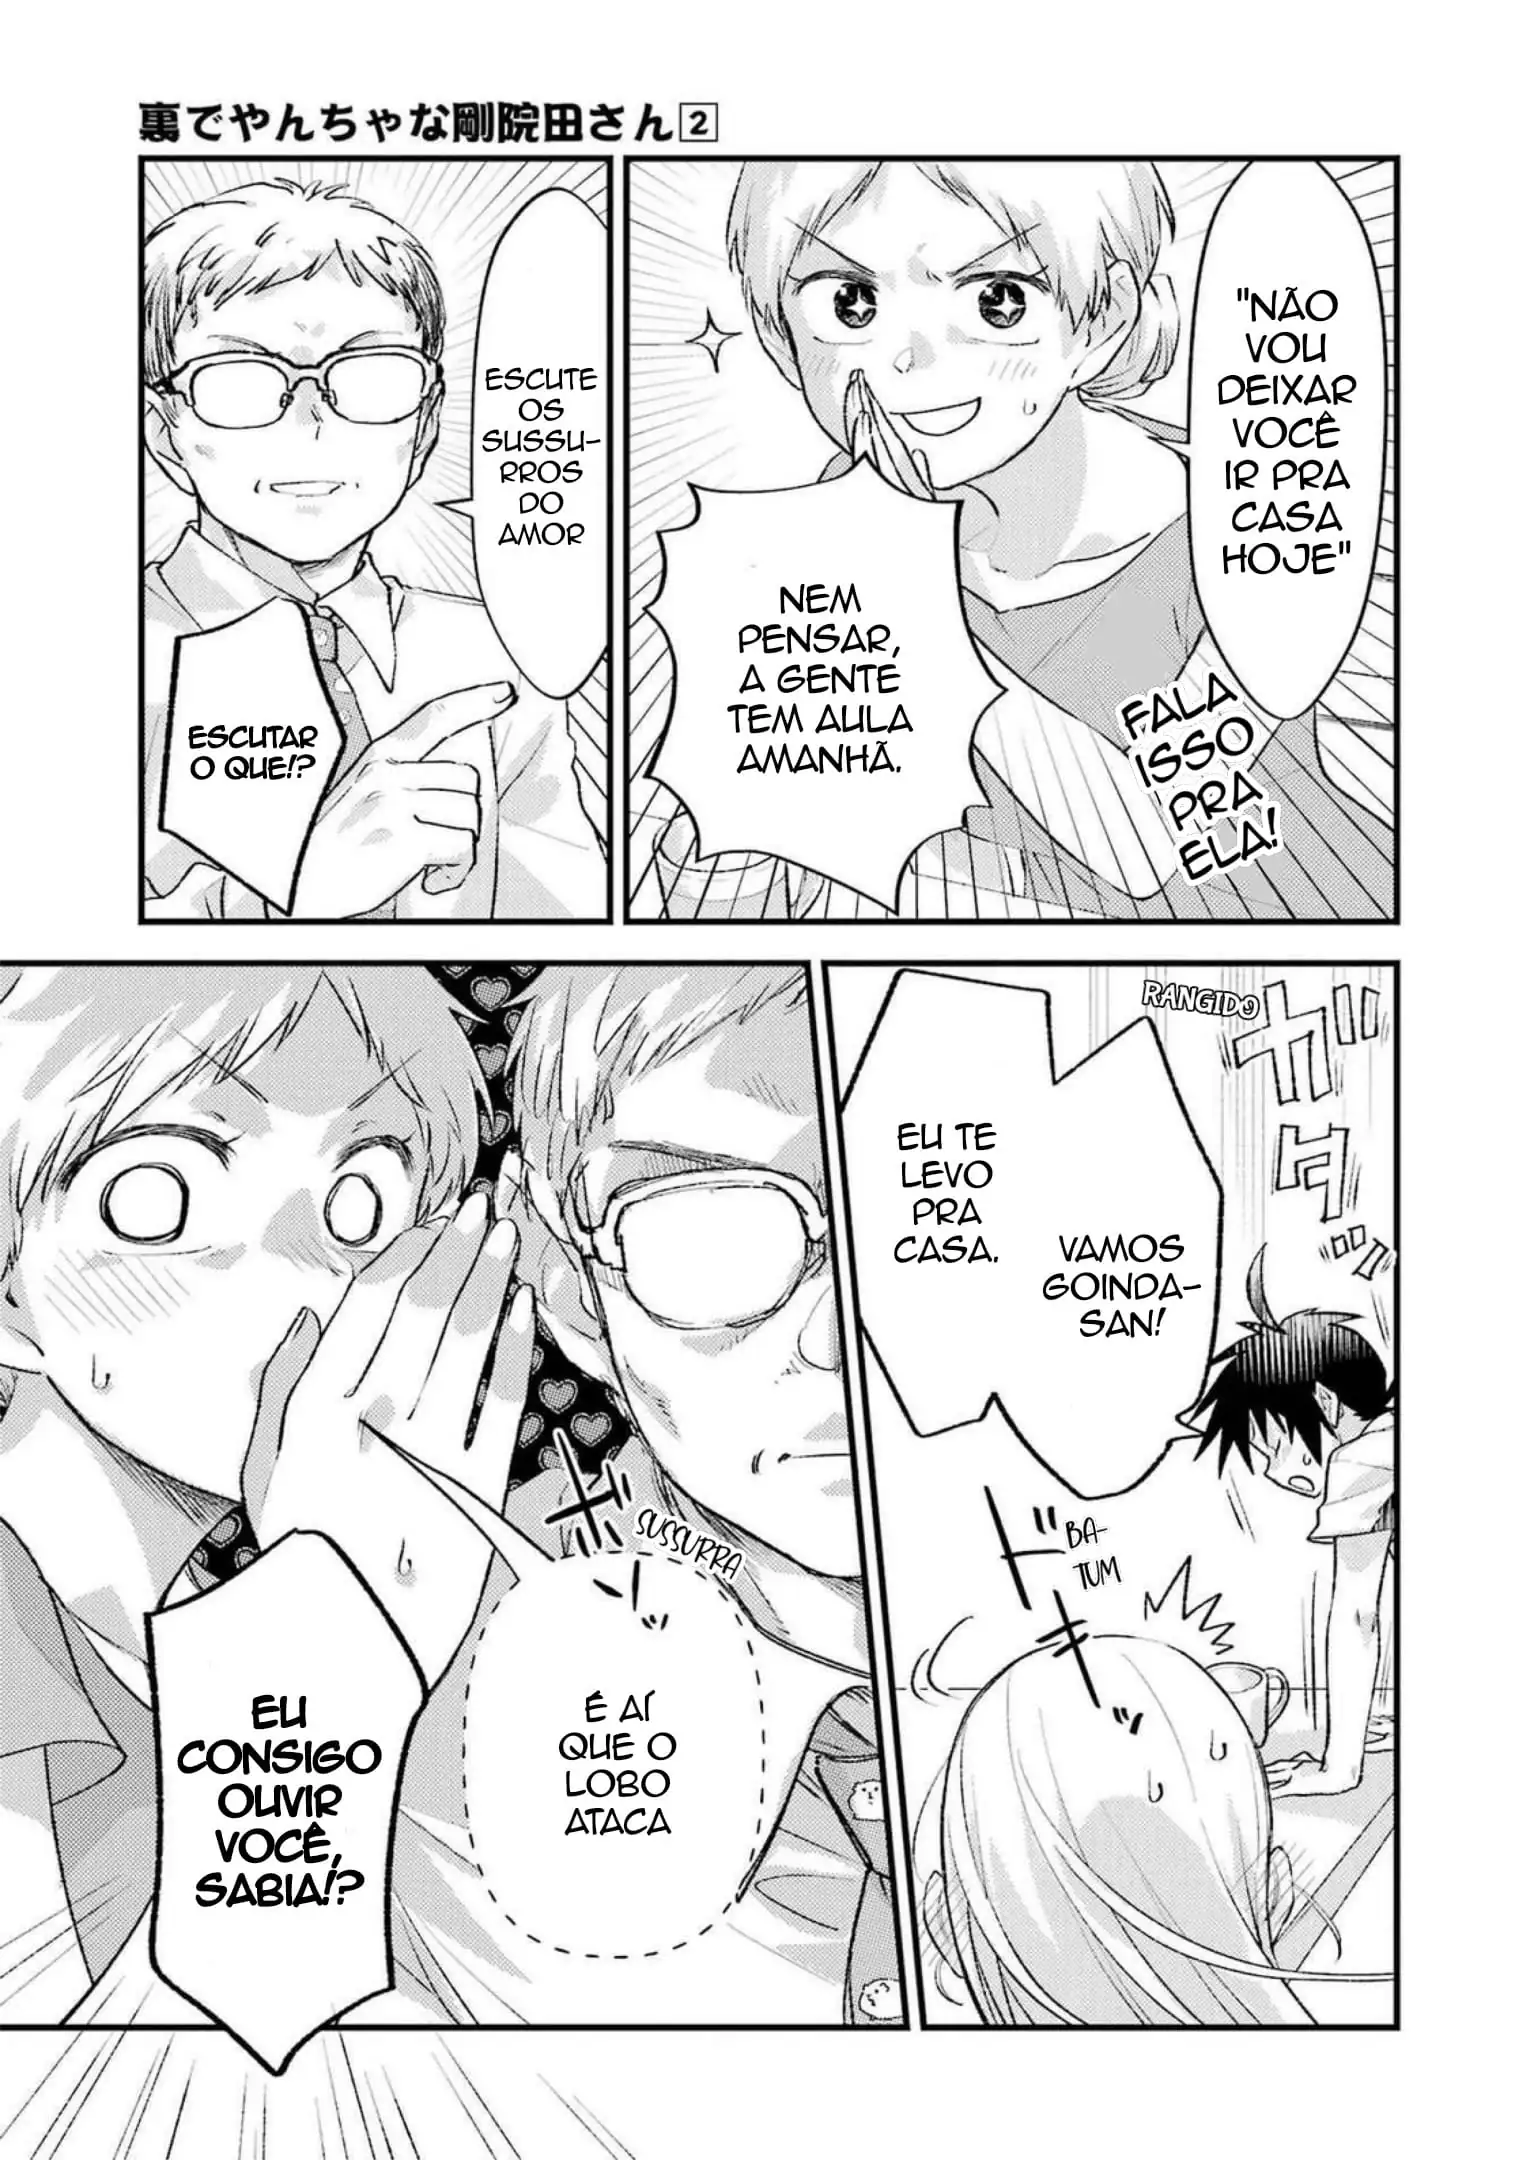 裏でやんちゃな剛院田さん2
"NÃO
VOU
DEIXAR
VOCÊ
IR PRA
CASA
HOJE"
FALA
ISSO
PRA
ELA!
NEM
PENSAR,
A GENTE
TEM AULA
AMANHÃ.
ESCUTE
OS
SUSSU-
RROS
DO
AMOR
ESCUTAR
O QUE!?
RANGIDO
ガタッ
VAMOS
GOINDA-
SAN!
EU TE
LEVO
PRA
CASA.
BA-
TUM
SUSSURRA
É AÍ
QUE O
LOBO
ATACA
EU
CONSIGO
OUVIR
VOCÊ,
SABIA!?